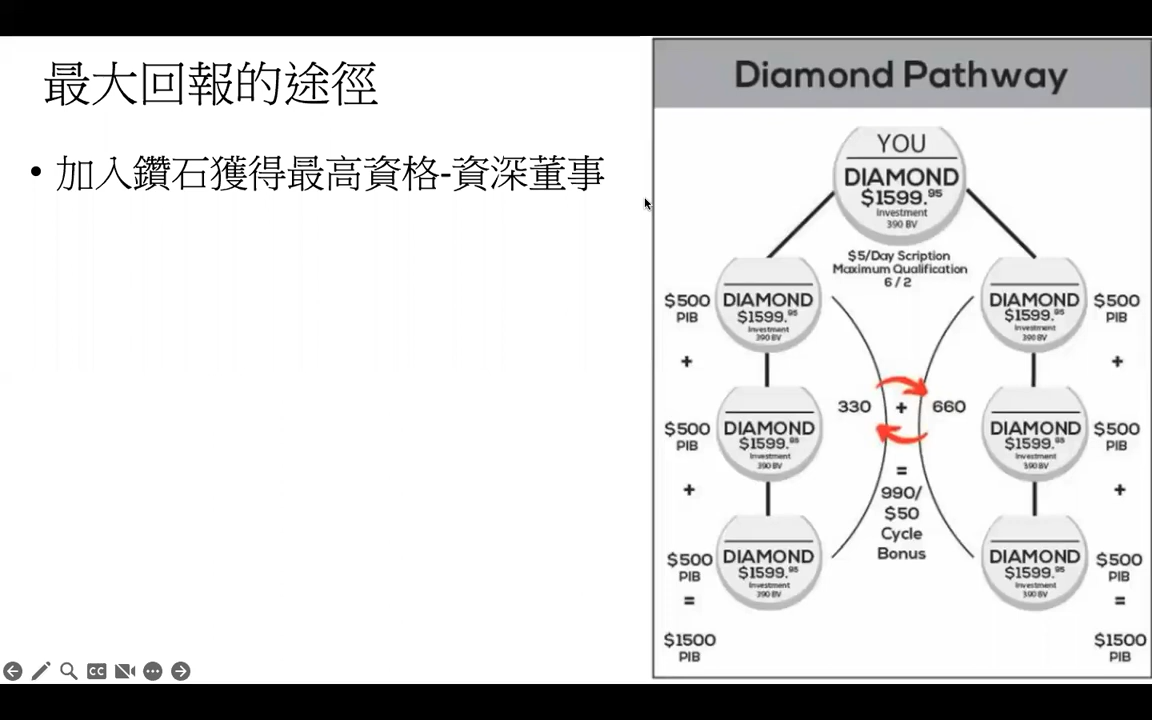 最大回報的途徑
• 加入鑽石獲得最高資格-資深董事
Diamond Pathway
YOU
DIAMOND
$1599.95
Investment
390 BV
$5/Day Scription
Maximum Qualification
6 / 2
$500
PIB
DIAMOND
$1599.95
Investment
390 BV
DIAMOND
$1599.95
Investment
390 BV
$500
PIB
+
+
330 + 660
$500
PIB
DIAMOND
$1599.95
Investment
390 BV
DIAMOND
$1599.95
Investment
390 BV
$500
PIB
+
+
=
990/
$50
Cycle
Bonus
$500
PIB
DIAMOND
$1599.95
Investment
390 BV
DIAMOND
$1599.95
Investment
390 BV
$500
PIB
=
=
$1500
PIB
$1500
PIB
CC